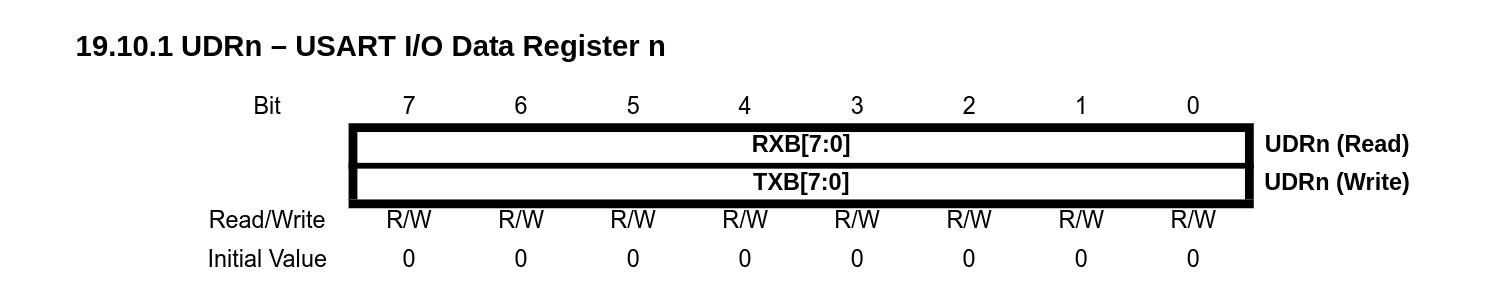 19.10.1 UDRn – USART I/O Data Register n
Bit 7 6 5 4 3 2 1 0
RXB[7:0] UDRn (Read)
TXB[7:0] UDRn (Write)
Read/Write R/W R/W R/W R/W R/W R/W R/W R/W
Initial Value 0 0 0 0 0 0 0 0